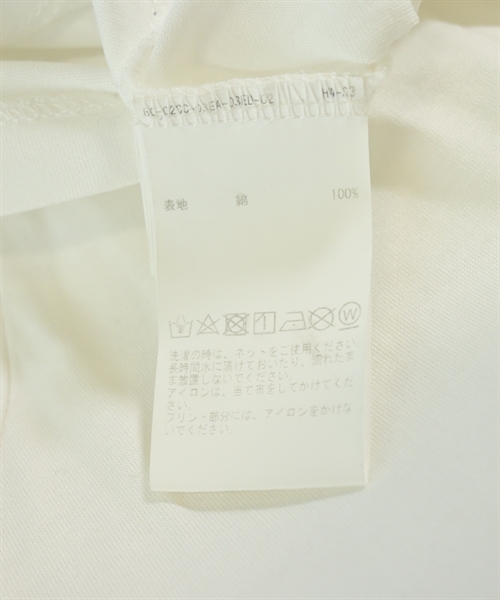 表地 綿 100%
W
洗濯の時は、ネットをご使用ください。
長時間水に漬けておいたり、濡れたま
ま放置しないでください。
アイロンは、当て布をしてかけてくだ
さい。
プリント部分には、アイロンをかけな
いでください。